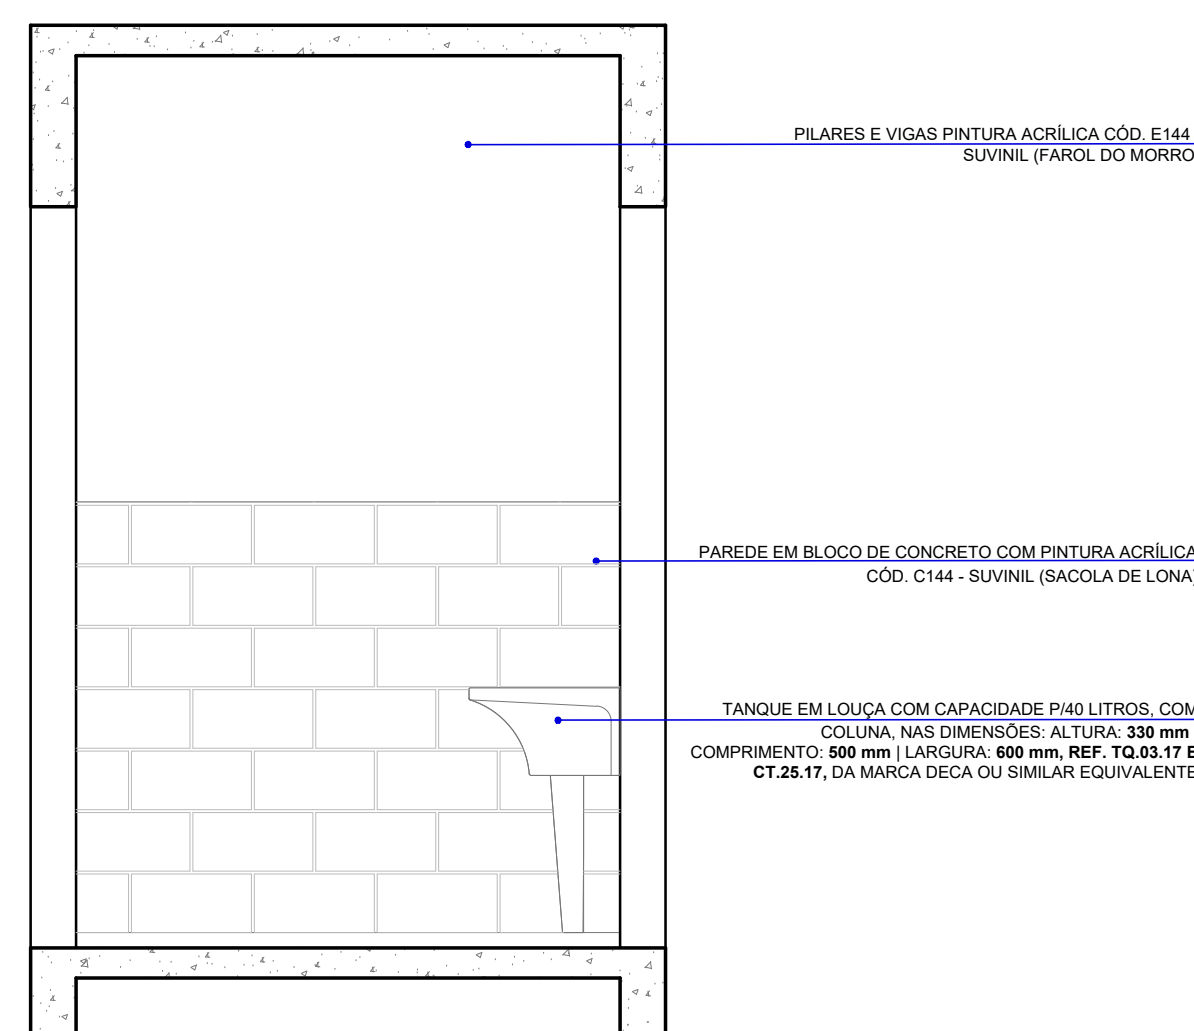 PILARES E VIGAS PINTURA ACRÍLICA CÓD. E144
SUVINIL (FAROL DO MORRO
PAREDE EM BLOCO DE CONCRETO COM PINTURA ACRÍLICA
CÓD. C144 - SUVINIL (SACOLA DE LONA)
TANQUE EM LOUÇA COM CAPACIDADE P/40 LITROS, COM
COLUNA, NAS DIMENSÕES: ALTURA: 330 mm
COMPRIMENTO: 500 mm | LARGURA: 600 mm, REF. TQ.03.17 E
CT.25.17, DA MARCA DECA OU SIMILAR EQUIVALENTE